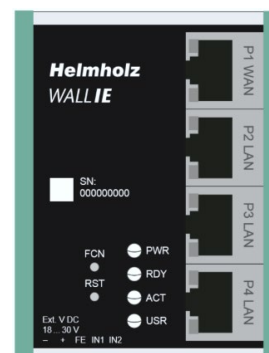 Helmholz
WALL IE
P1 WAN
P2 LAN
P3 LAN
P4 LAN
SN:
000000000
FCN
RST
PWR
RDY
ACT
USR
Ext. V DC
18 ... 30 V
– + FE IN1 IN2